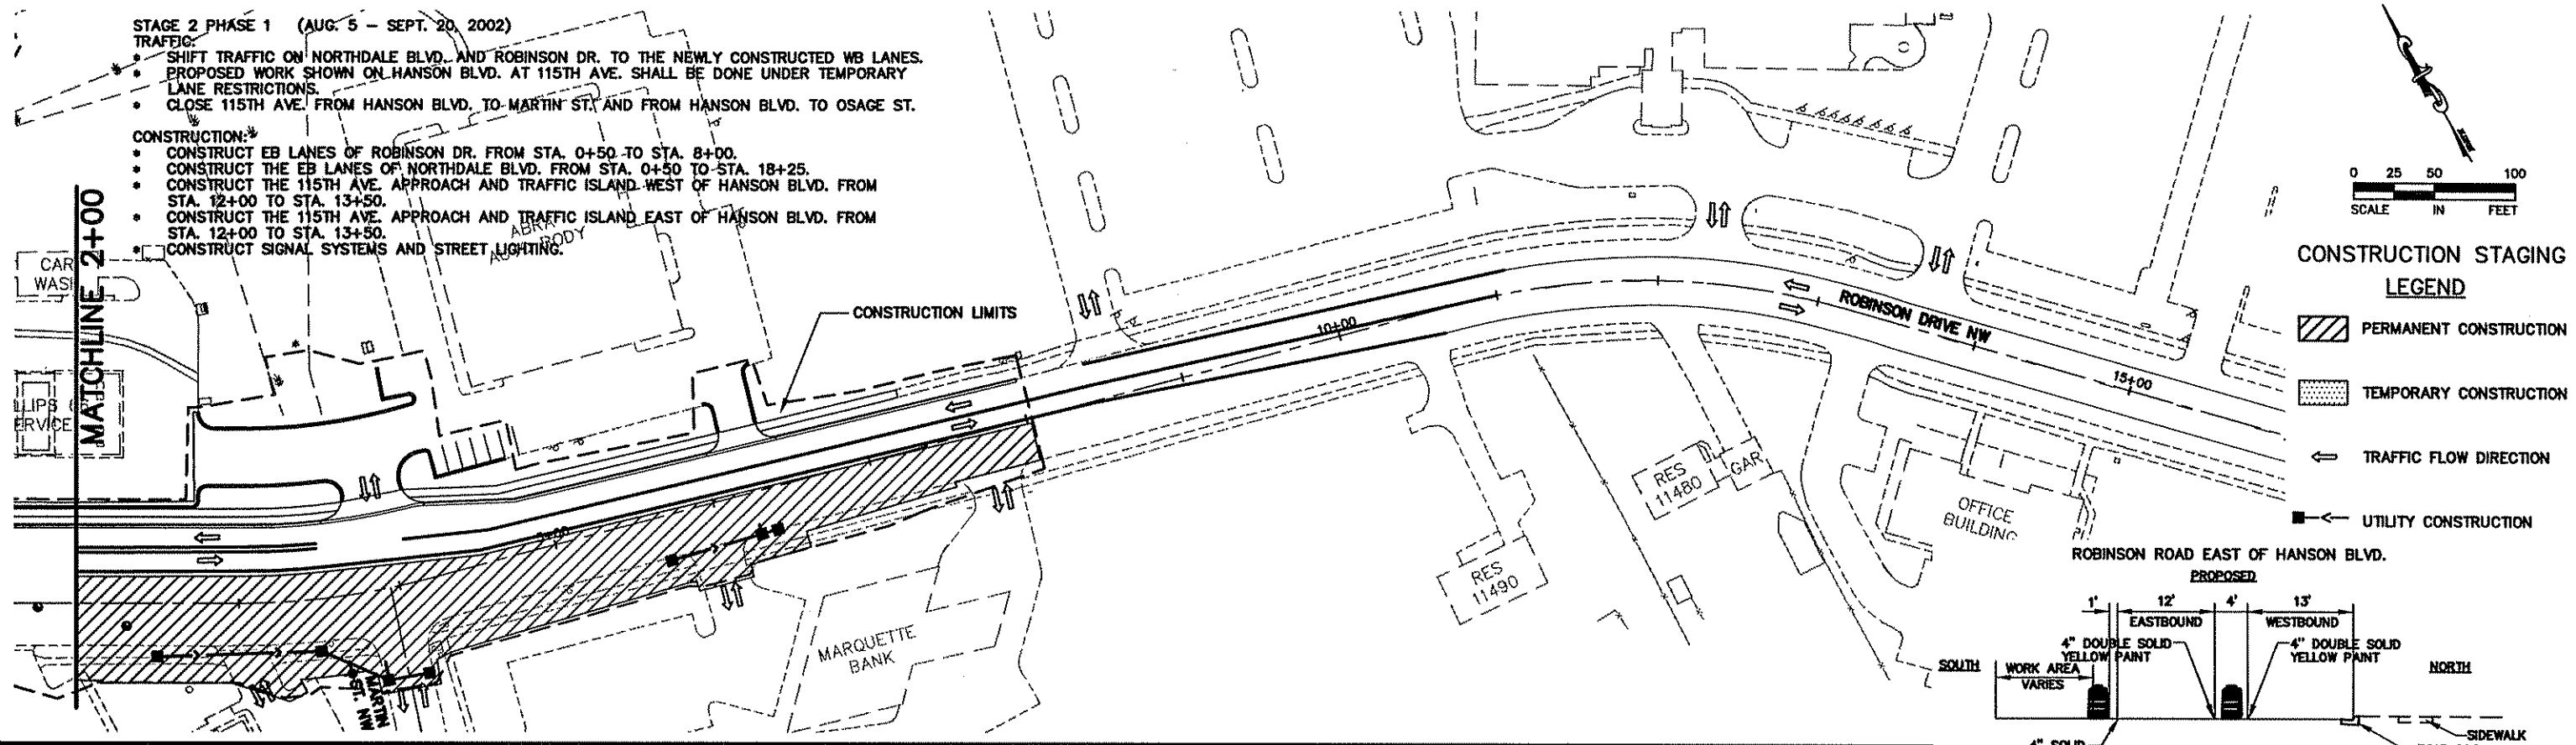 STAGE 2 PHASE 1 (AUG. 5 - SEPT. 20, 2002)
TRAFFIC:
* SHIFT TRAFFIC ON NORTHDALE BLVD. AND ROBINSON DR. TO THE NEWLY CONSTRUCTED WB LANES.
* PROPOSED WORK SHOWN ON HANSON BLVD. AT 115TH AVE. SHALL BE DONE UNDER TEMPORARY
LANE RESTRICTIONS.
* CLOSE 115TH AVE. FROM HANSON BLVD. TO MARTIN ST. AND FROM HANSON BLVD. TO OSAGE ST.
CONSTRUCTION:
* CONSTRUCT EB LANES OF ROBINSON DR. FROM STA. 0+50 TO STA. 8+00.
* CONSTRUCT THE EB LANES OF NORTHDALE BLVD. FROM STA. 0+50 TO STA. 18+25.
* CONSTRUCT THE 115TH AVE. APPROACH AND TRAFFIC ISLAND WEST OF HANSON BLVD. FROM
STA. 12+00 TO STA. 13+50.
* CONSTRUCT THE 115TH AVE. APPROACH AND TRAFFIC ISLAND EAST OF HANSON BLVD. FROM
STA. 12+00 TO STA. 13+50.
* CONSTRUCT SIGNAL SYSTEMS AND STREET LIGHTING.
MATCHLINE 2+00
CAR
WASH
LLIPS
ERVICE
ABRA
AUTO BODY
CONSTRUCTION LIMITS
5+00
10+00
ROBINSON DRIVE NW
15+00
MARTIN
ST. NW
MARQUETTE
BANK
RES
11490
RES
11480
GAR
OFFICE
BUILDING
0 25 50 100
SCALE IN FEET
CONSTRUCTION STAGING
LEGEND
PERMANENT CONSTRUCTION
TEMPORARY CONSTRUCTION
TRAFFIC FLOW DIRECTION
UTILITY CONSTRUCTION
ROBINSON ROAD EAST OF HANSON BLVD.
PROPOSED
1' 12' 4' 13'
EASTBOUND WESTBOUND
4" DOUBLE SOLID
YELLOW PAINT
4" DOUBLE SOLID
YELLOW PAINT
SOUTH
WORK AREA
VARIES
NORTH
SIDEWALK
4" SOLID